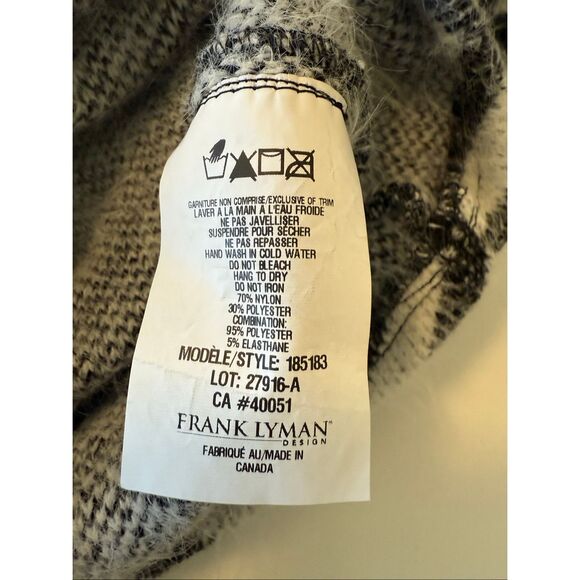 GARNITURE NON COMPRISE/EXCLUSIVE OF TRIM
LAVER A LA MAIN A L'EAU FROIDE
NE PAS JAVELLISER
SUSPENDRE POUR SÉCHER
NE PAS REPASSER
HAND WASH IN COLD WATER
DO NOT BLEACH
HANG TO DRY
DO NOT IRON
70% NYLON
30% POLYESTER
COMBINATION:
95% POLYESTER
5% ELASTHANE
MODÈLE/STYLE: 185183
LOT: 27916-A
CA #40051
FRANK LYMAN
DESIGN
FABRIQUÉ AU/MADE IN
CANADA